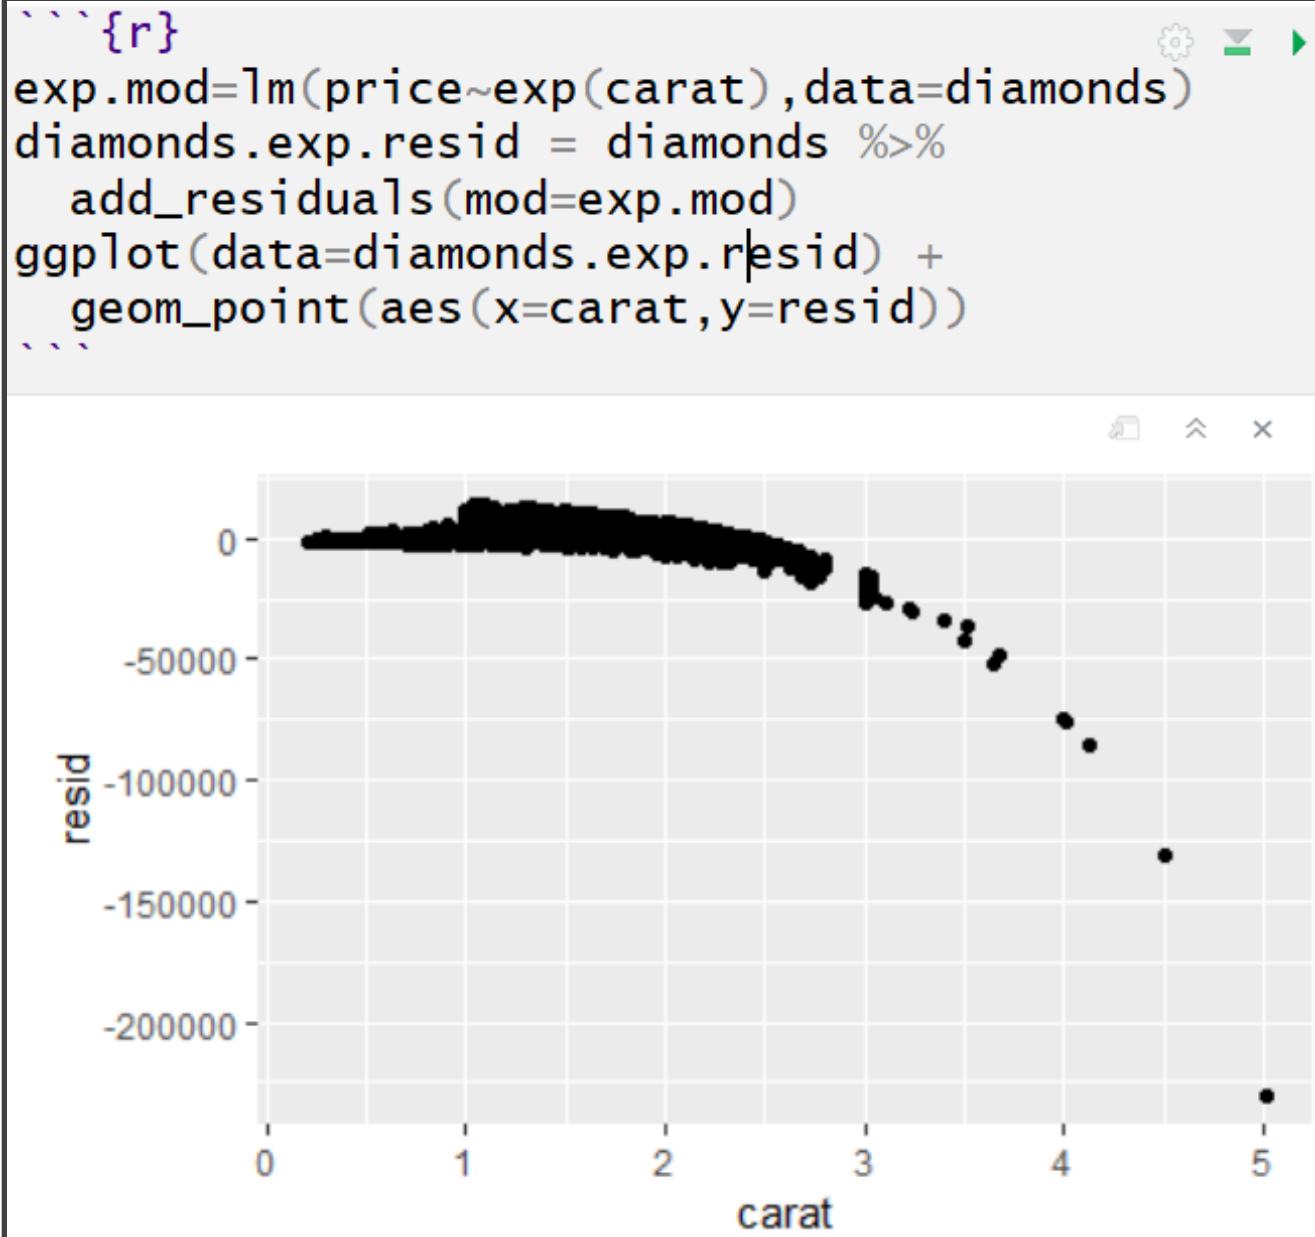 ```{r}
exp.mod=lm(price~exp(carat),data=diamonds)
diamonds.exp.resid = diamonds %>%
  add_residuals(mod=exp.mod)
ggplot(data=diamonds.exp.resid) +
  geom_point(aes(x=carat,y=resid))
```
0
-50000
-100000
-150000
-200000
resid
0 1 2 3 4 5
carat